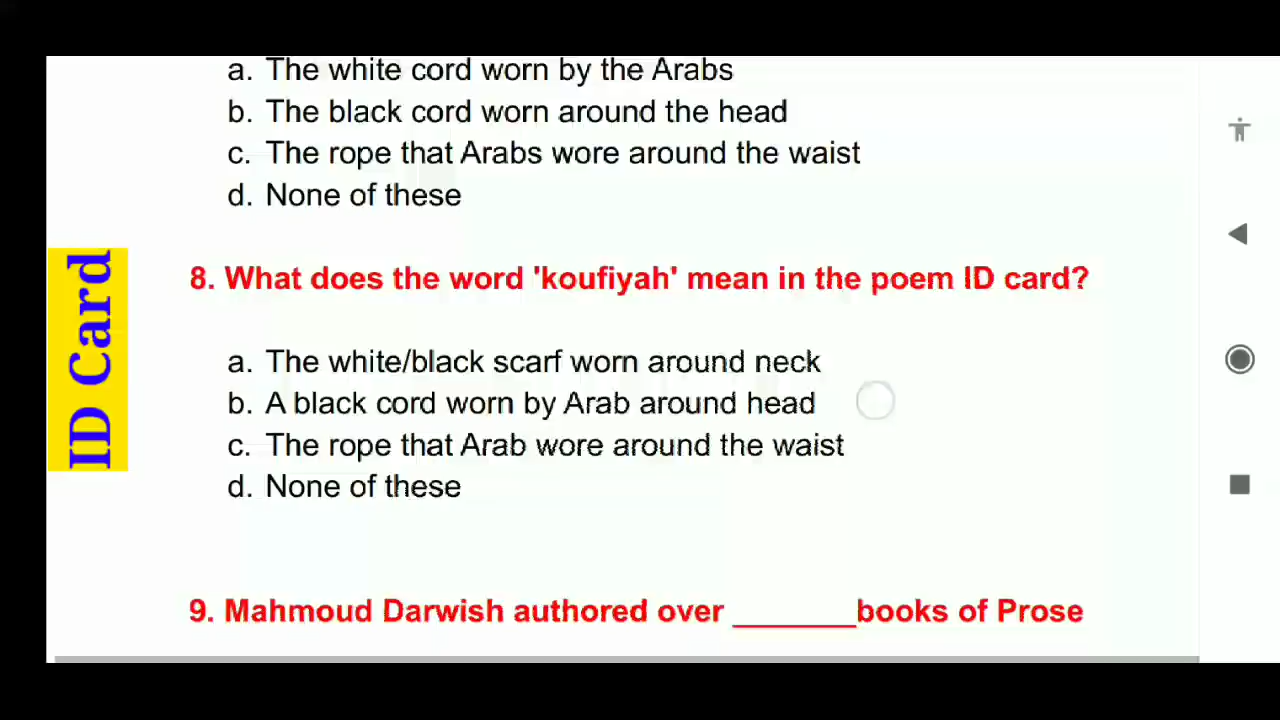 a. The white cord worn by the Arabs
b. The black cord worn around the head
c. The rope that Arabs wore around the waist
d. None of these
ID Card
8. What does the word 'koufiyah' mean in the poem ID card?
a. The white/black scarf worn around neck
b. A black cord worn by Arab around head
c. The rope that Arab wore around the waist
d. None of these
9. Mahmoud Darwish authored over _______books of Prose